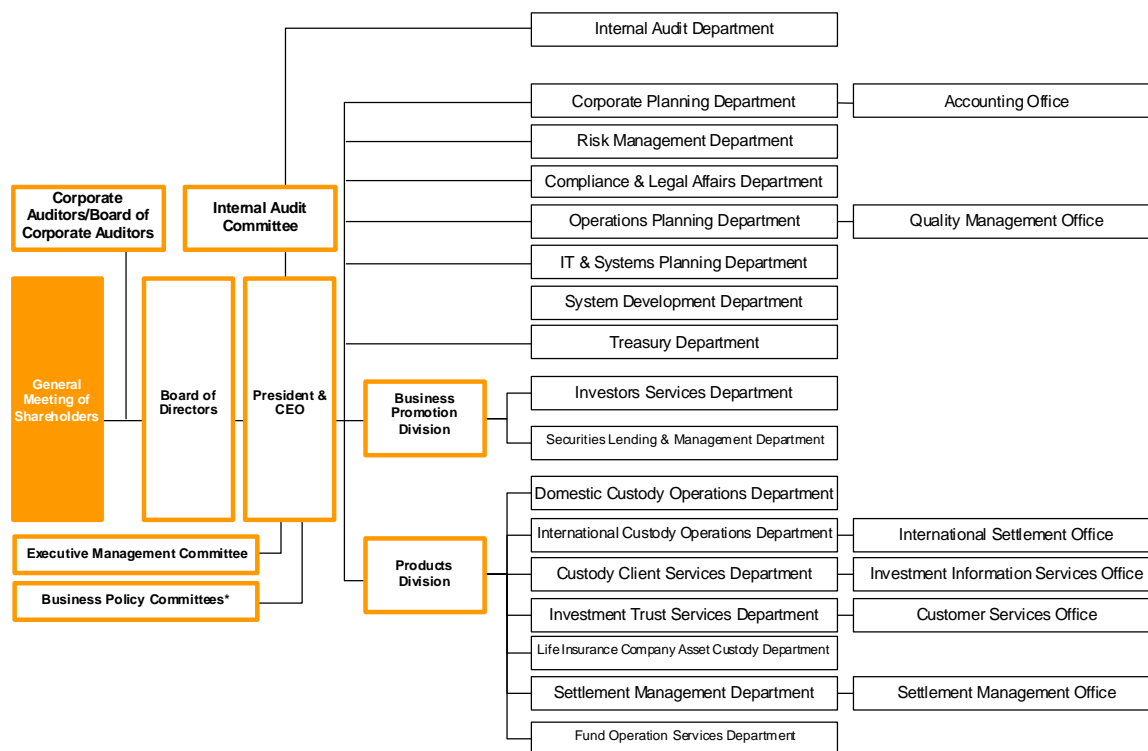 Internal Audit Department
Corporate Planning Department
Accounting Office
Risk Management Department
Compliance & Legal Affairs Department
Corporate
Auditors/Board of
Corporate Auditors
Internal Audit
Committee
Operations Planning Department
Quality Management Office
IT & Systems Planning Department
System Development Department
Treasury Department
General
Meeting of
Shareholders
Board of
Directors
President &
CEO
Business
Promotion
Division
Investors Services Department
Securities Lending & Management Department
Domestic Custody Operations Department
International Custody Operations Department
International Settlement Office
Executive Management Committee
Products
Division
Custody Client Services Department
Investment Information Services Office
Business Policy Committees*
Investment Trust Services Department
Customer Services Office
Life Insurance Company Asset Custody Department
Settlement Management Department
Settlement Management Office
Fund Operation Services Department